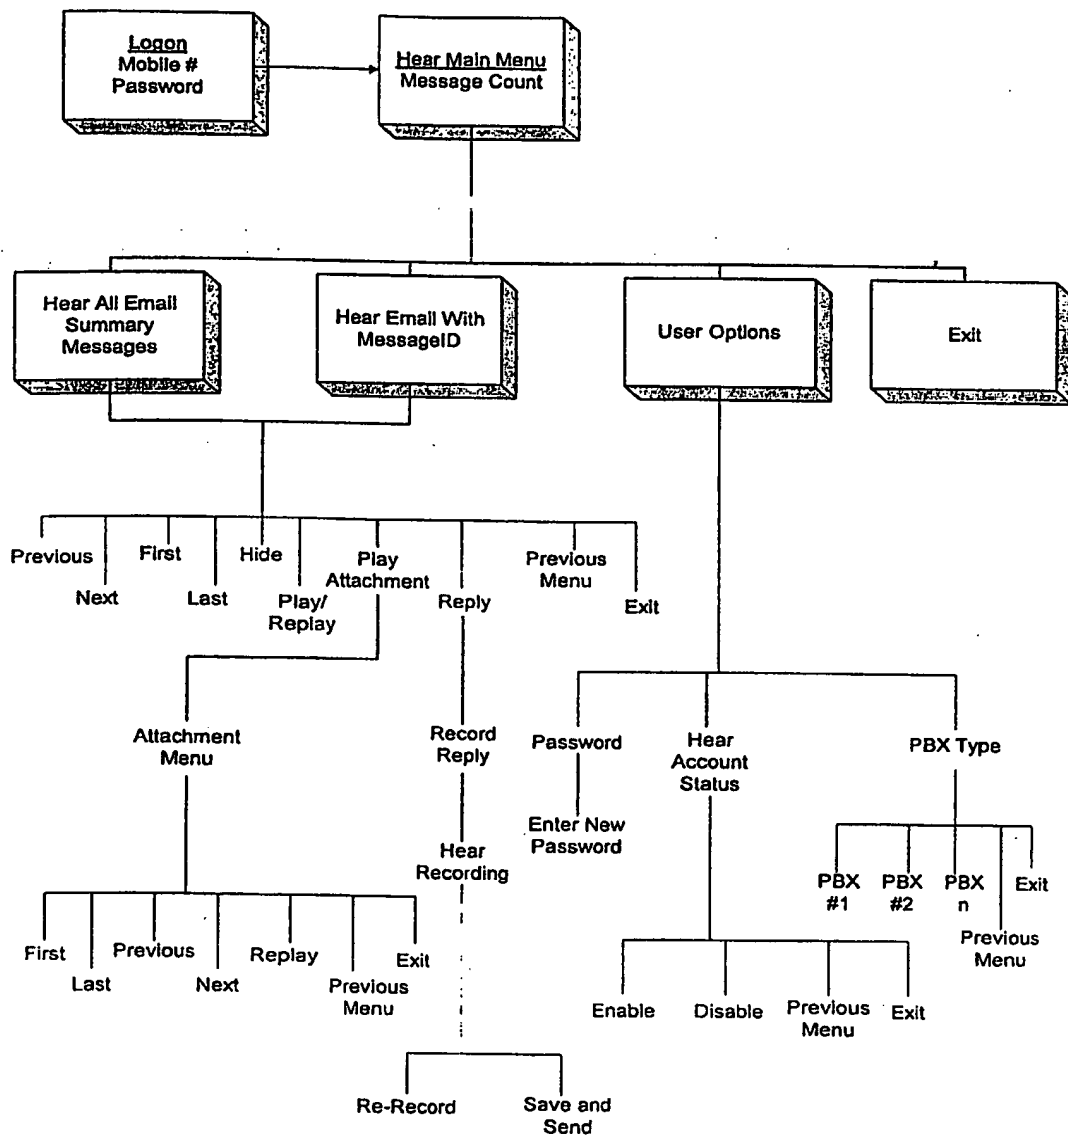 Logon
Mobile #
Password
Hear Main Menu
Message Count
Hear All Email
Summary
Messages
Hear Email With
MessageID
User Options
Exit
Previous
Next
First
Last
Hide
Play/
Replay
Play
Attachment
Reply
Previous
Menu
Exit
Attachment
Menu
Record
Reply
Password
Hear
Account
Status
PBX Type
Enter New
Password
Hear
Recording
PBX
#1
PBX
#2
PBX
n
Previous
Menu
Exit
First
Last
Previous
Next
Replay
Previous
Menu
Exit
Enable
Disable
Previous
Menu
Exit
Re-Record
Save and
Send